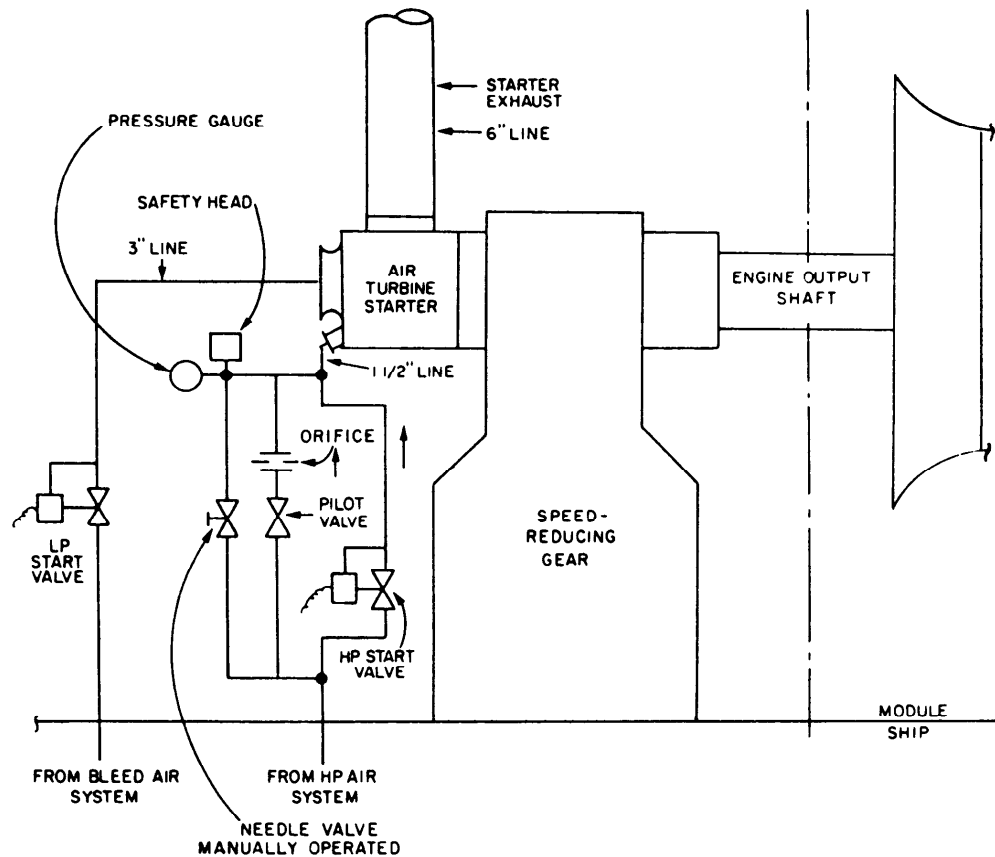 STARTER
EXHAUST
6" LINE
PRESSURE GAUGE
SAFETY HEAD
3" LINE
AIR
TURBINE
STARTER
ENGINE OUTPUT
SHAFT
1 1/2" LINE
ORIFICE
PILOT
VALVE
SPEED-
REDUCING
GEAR
LP
START
VALVE
HP START
VALVE
MODULE
SHIP
FROM BLEED AIR
SYSTEM
FROM HP AIR
SYSTEM
NEEDLE VALVE
MANUALLY OPERATED